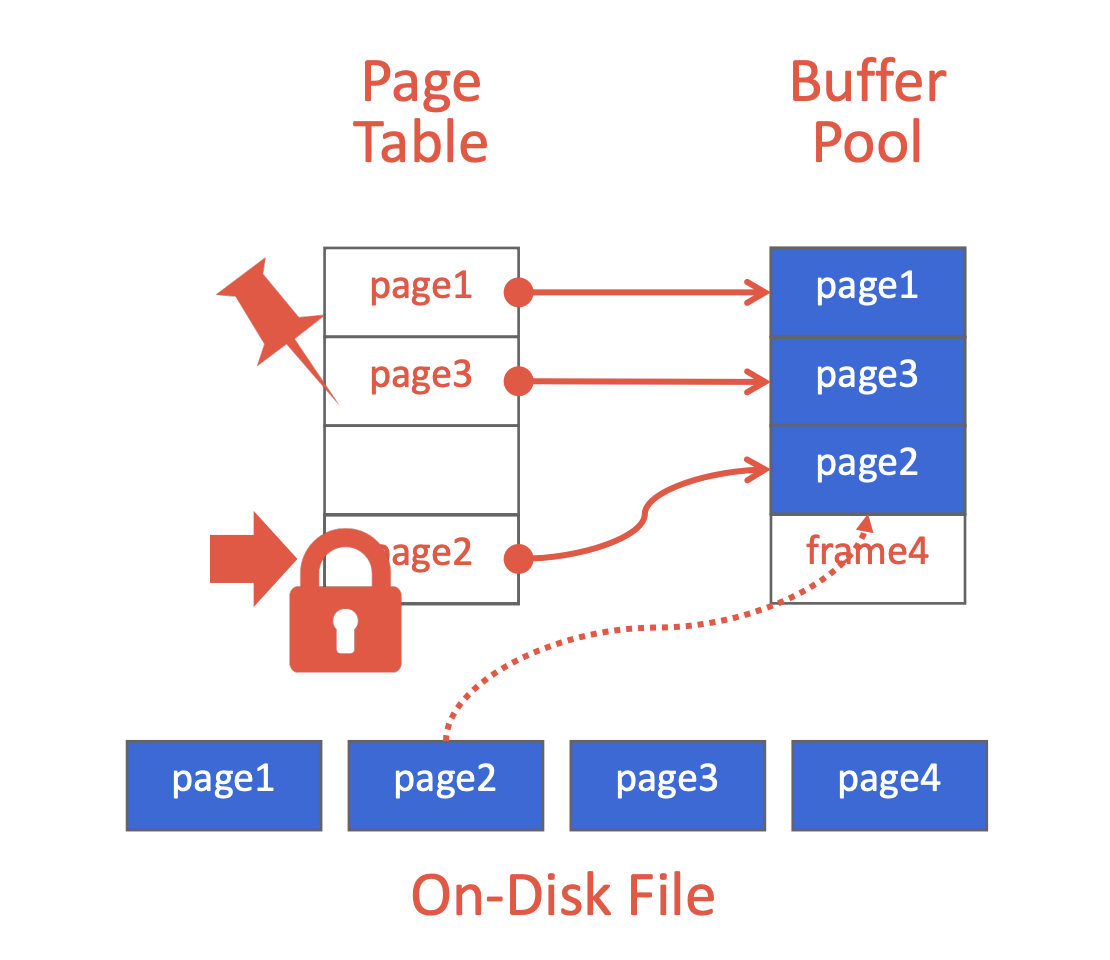 Page
Table
Buffer
Pool
page1
page3
page2
page1
page3
page2
frame4
page1
page2
page3
page4
On-Disk File